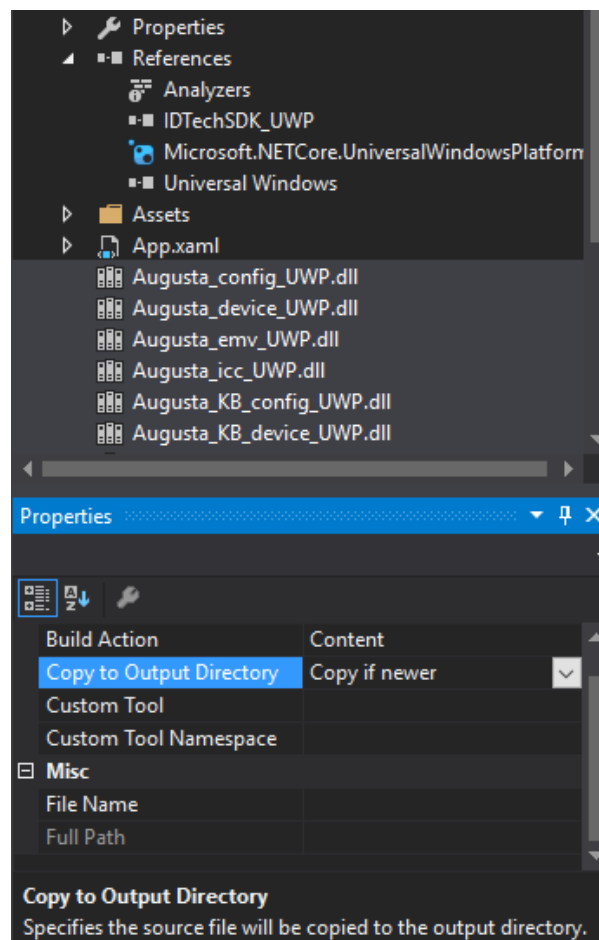 Properties
References
Analyzers
IDTechSDK_UWP
Microsoft.NETCore.UniversalWindowsPlatform
Universal Windows
Assets
App.xaml
Augusta_config_UWP.dll
Augusta_device_UWP.dll
Augusta_emv_UWP.dll
Augusta_icc_UWP.dll
Augusta_KB_config_UWP.dll
Augusta_KB_device_UWP.dll
Properties
Build Action Content
Copy to Output Directory Copy if newer
Custom Tool
Custom Tool Namespace
Misc
File Name
Full Path
Copy to Output Directory
Specifies the source file will be copied to the output directory.